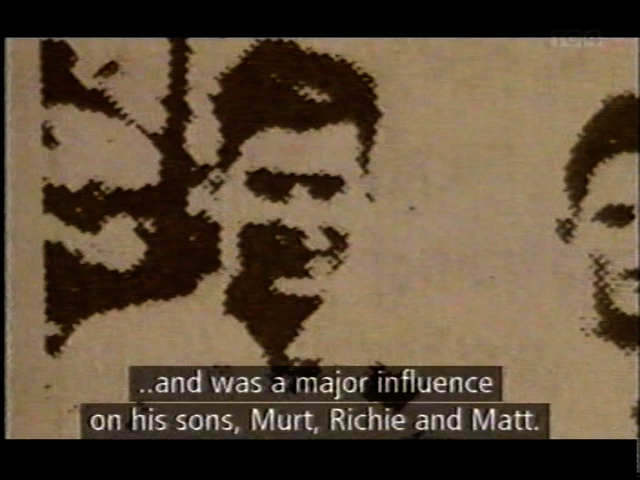 ..and was a major influence
on his sons, Murt, Richie and Matt.